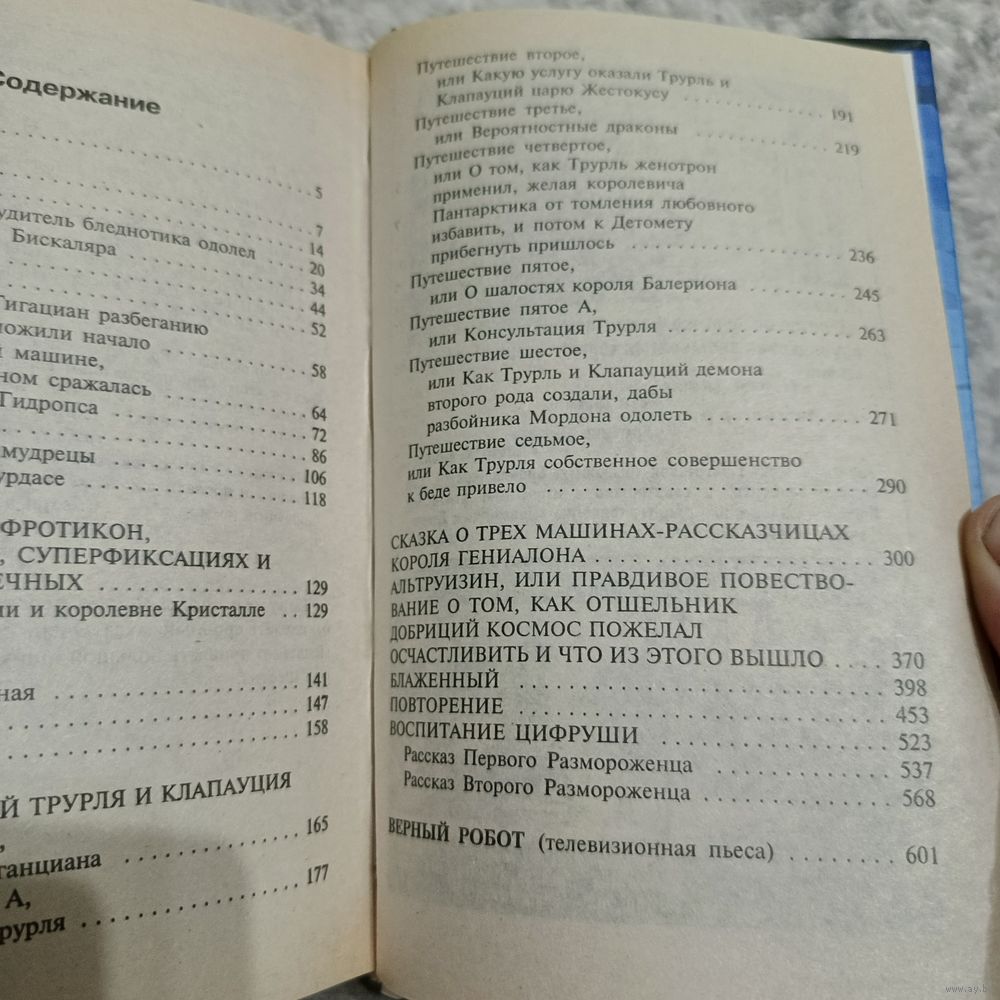 Содержание
5
7
14
удитель бледнотика одолел 20
Бискаляра 34
44
52
Гигациан разбеганию
ложили начало 58
машине,
ном сражалась 64
Гидропса 72
86
мудрецы 106
урдасе 118
ФРОТИКОН,
, СУПЕРФИКСАЦИЯХ И
ЕЧНЫХ 129
ии и королевне Кристалле 129
ная 141
147
158
Й ТРУРЛЯ И КЛАПАУЦИЯ
ганциана 165
А,
рурля 177
Путешествие второе,
или Какую услугу оказали Трурль и
Клапауций царю Жестокусу 191
Путешествие третье,
или Вероятностные драконы 219
Путешествие четвертое,
или О том, как Трурль женотрон
применил, желая королевича
Пантарктика от томления любовного
избавить, и потом к Детомету
прибегнуть пришлось 236
Путешествие пятое,
или О шалостях короля Балериона 245
Путешествие пятое А,
или Консультация Трурля 263
Путешествие шестое,
или Как Трурль и Клапауций демона
второго рода создали, дабы
разбойника Мордона одолеть 271
Путешествие седьмое,
или Как Трурля собственное совершенство
к беде привело 290
СКАЗКА О ТРЕХ МАШИНАХ-РАССКАЗЧИЦАХ
КОРОЛЯ ГЕНИАЛОНА 300
АЛЬТРУИЗИН, ИЛИ ПРАВДИВОЕ ПОВЕСТВО-
ВАНИЕ О ТОМ, КАК ОТШЕЛЬНИК
ДОБРИЦИЙ КОСМОС ПОЖЕЛАЛ
ОСЧАСТЛИВИТЬ И ЧТО ИЗ ЭТОГО ВЫШЛО 370
БЛАЖЕННЫЙ 398
ПОВТОРЕНИЕ 453
ВОСПИТАНИЕ ЦИФРУШИ 523
Рассказ Первого Размороженца 537
Рассказ Второго Размороженца 568
ВЕРНЫЙ РОБОТ (телевизионная пьеса) 601